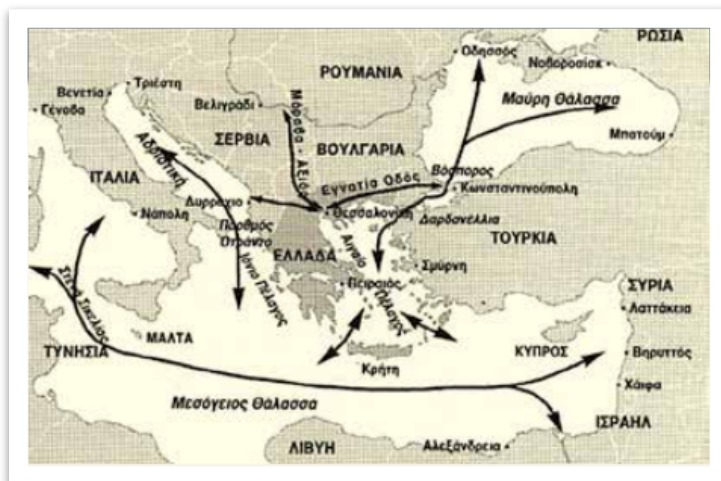 ΡΩΣΙΑ
Οδησσός
Νοβοροσίσκ
ΡΟΥΜΑΝΙΑ
Τριέστη
Βενετία
Γένοβα
Βελιγράδι
Μαύρη Θάλασσα
Μοράβα - Αξιός
ΣΕΡΒΙΑ
ΒΟΥΛΓΑΡΙΑ
Μπατούμ
Αδριατική
ΙΤΑΛΙΑ
Εγνατία Οδός
Βόσπορος
Κωνσταντινούπολη
Δυρράχιο
Νάπολη
Θεσσαλονίκη
Δαρδανέλλια
Πορθμός
Οτράντο
ΤΟΥΡΚΙΑ
ΕΛΛΑΔΑ
Αιγαίο
Πέλαγος
Ιόνιο Πέλαγος
Σμύρνη
Πειραιάς
Στενά Σικελίας
ΣΥΡΙΑ
Λαττάκεια
ΜΑΛΤΑ
ΤΥΝΗΣΙΑ
ΚΥΠΡΟΣ
Βηρυττός
Κρήτη
Χάιφα
Μεσόγειος Θάλασσα
ΙΣΡΑΗΛ
ΛΙΒΥΗ
Αλεξάνδρεια